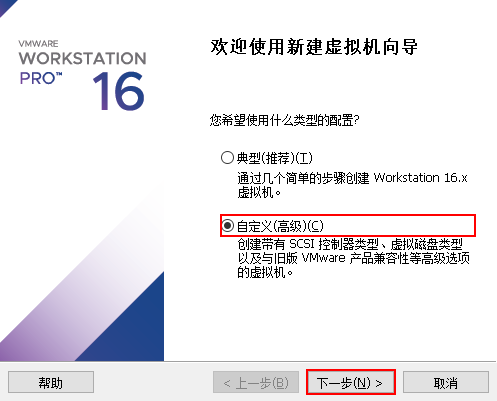 VMWARE
WORKSTATION
PRO™ 16
欢迎使用新建虚拟机向导
您希望使用什么类型的配置?
典型(推荐)(T)
通过几个简单的步骤创建 Workstation 16.x
虚拟机。
自定义(高级)(C)
创建带有 SCSI 控制器类型、虚拟磁盘类型
以及与旧版 VMware 产品兼容性等高级选项
的虚拟机。
帮助
< 上一步(B)
下一步(N) >
取消